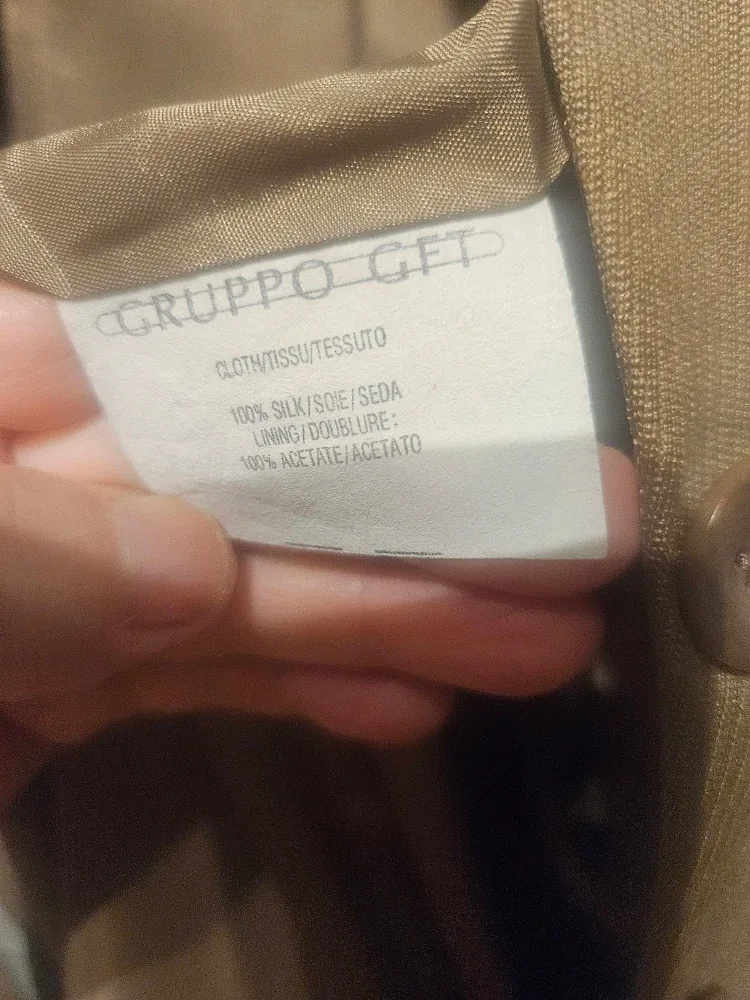 GRUPPO GFT
CLOTH/TISSU/TESSUTO
100% SILK/SOIE/SEDA
LINING/DOUBLURE:
100% ACETATE/ACETATO